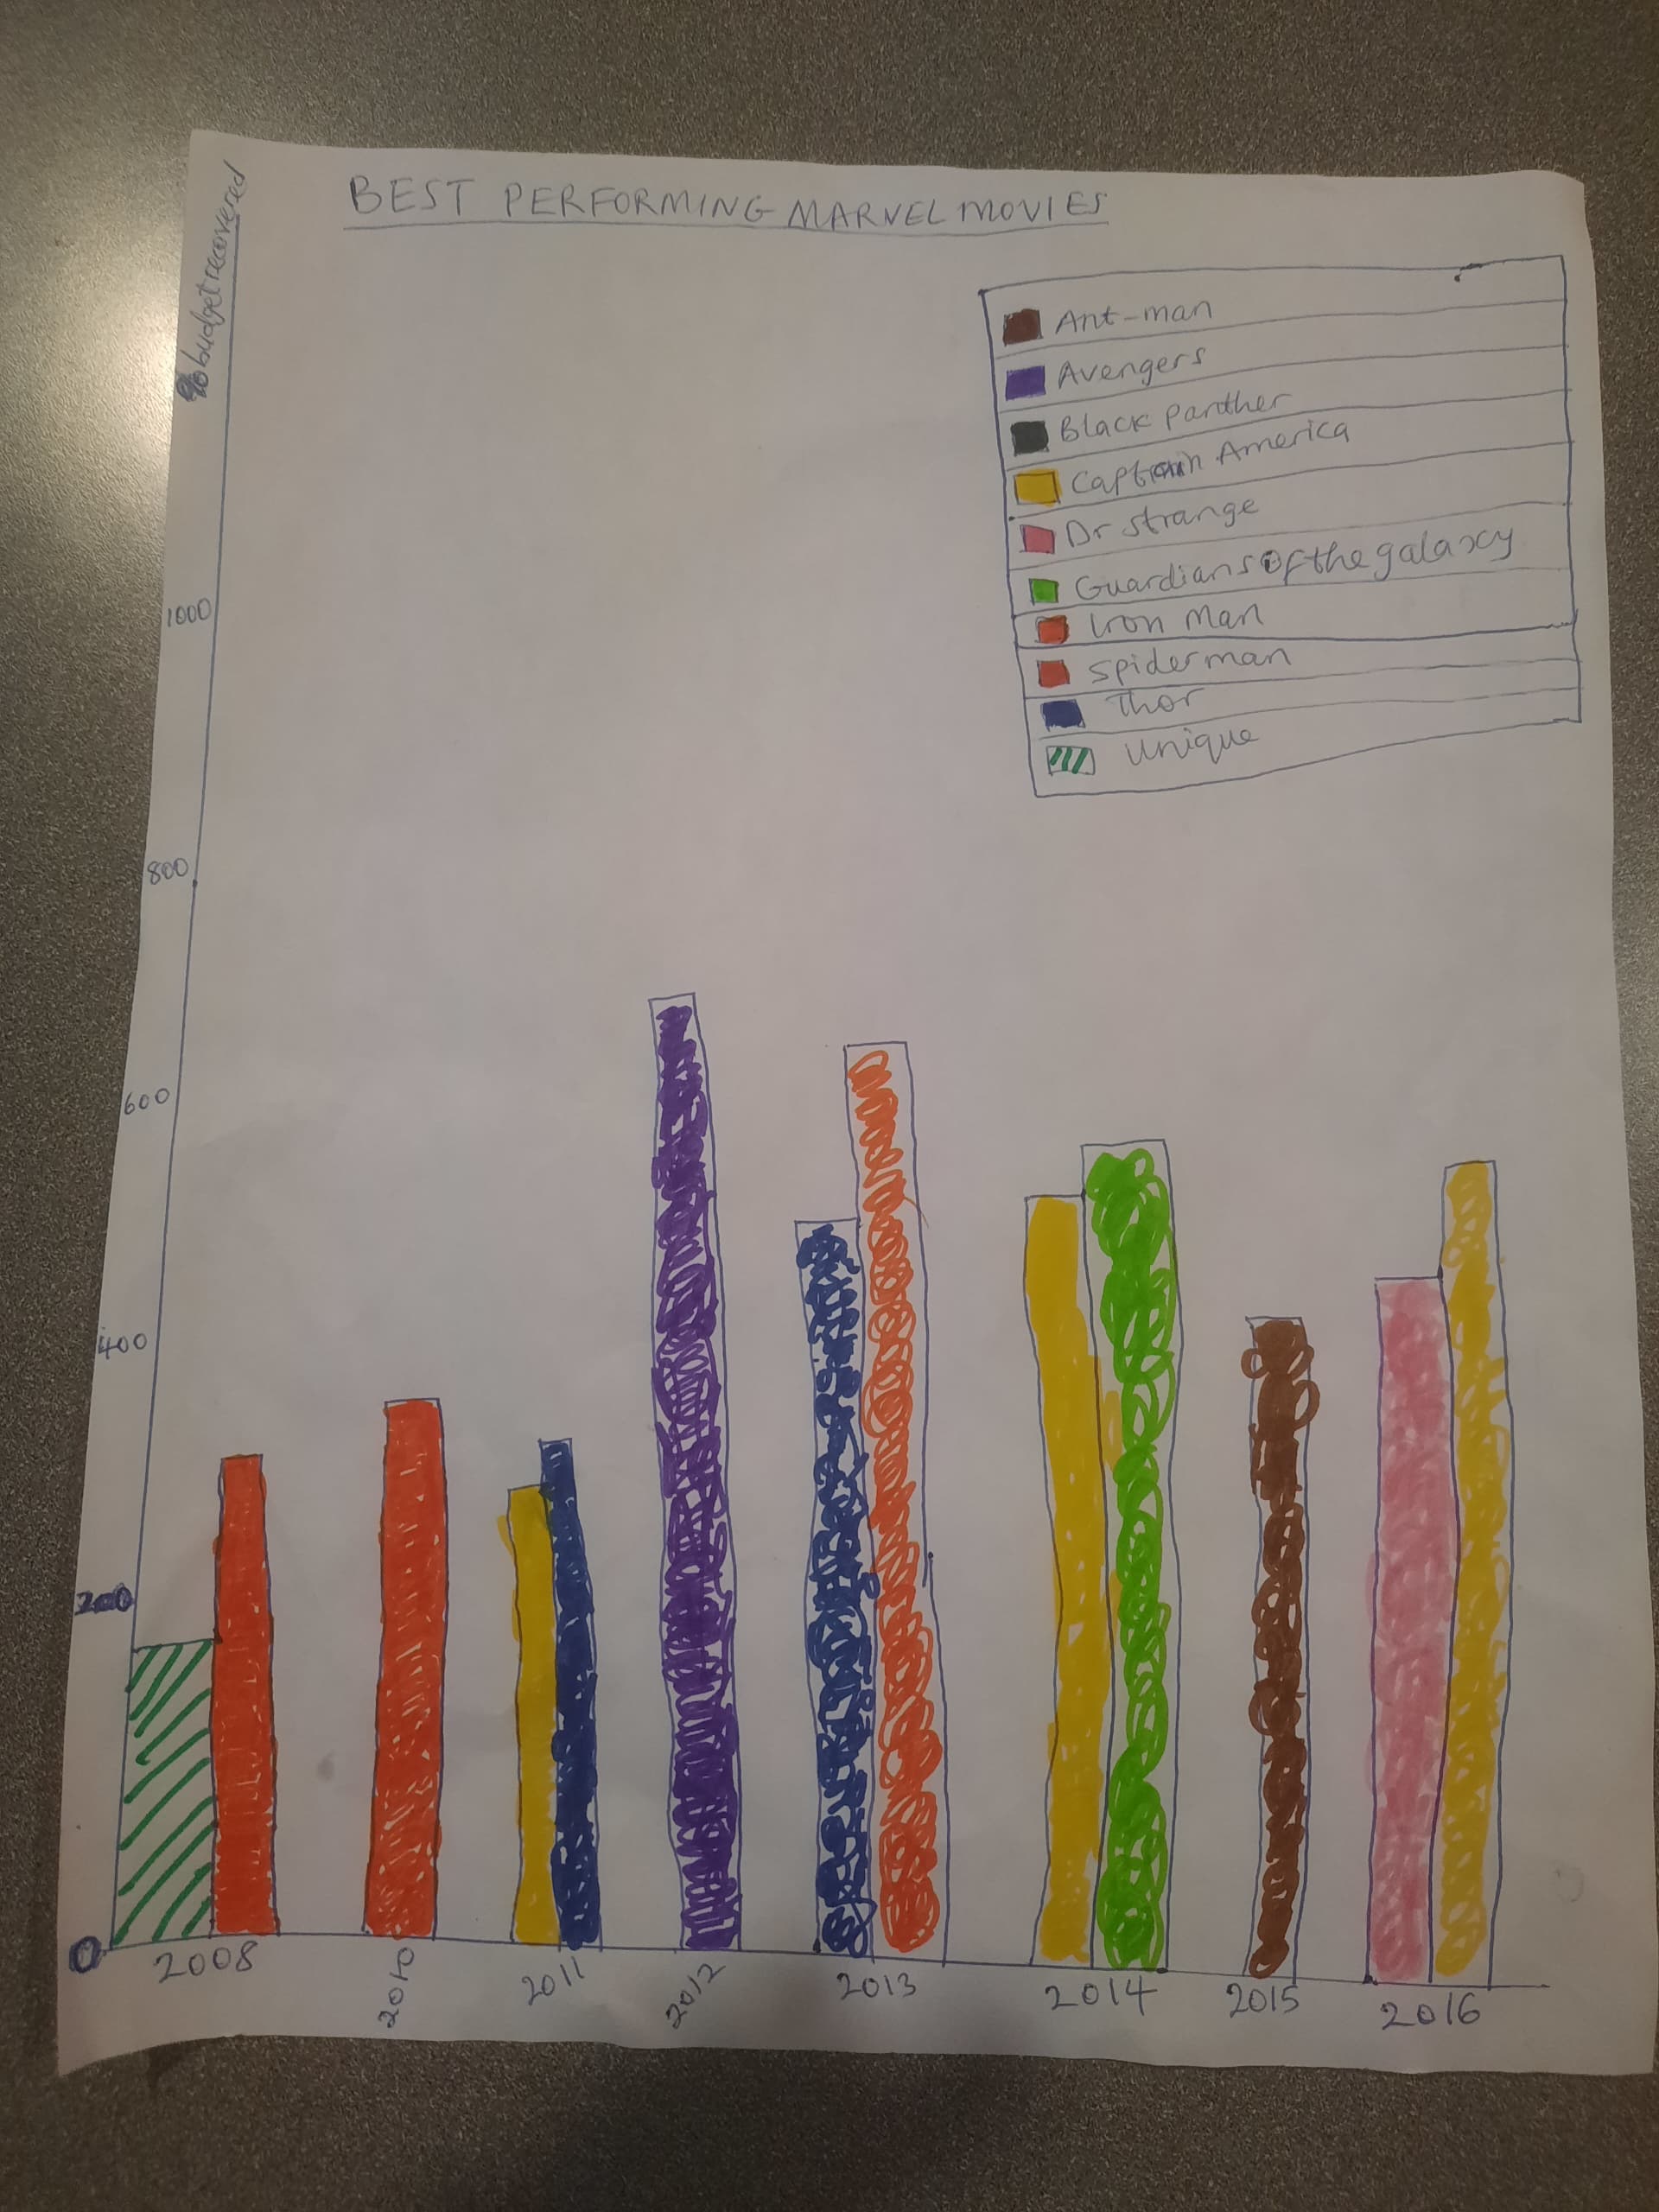 BEST PERFORMING MARVEL MOVIES
% budget recovered
Ant-man
Avengers
Black Panther
Captain America
Dr strange
Guardians of the galaxy
Iron Man
spiderman
Thor
unique
1000
800
600
400
200
0
2008
2010
2011
2012
2013
2014
2015
2016